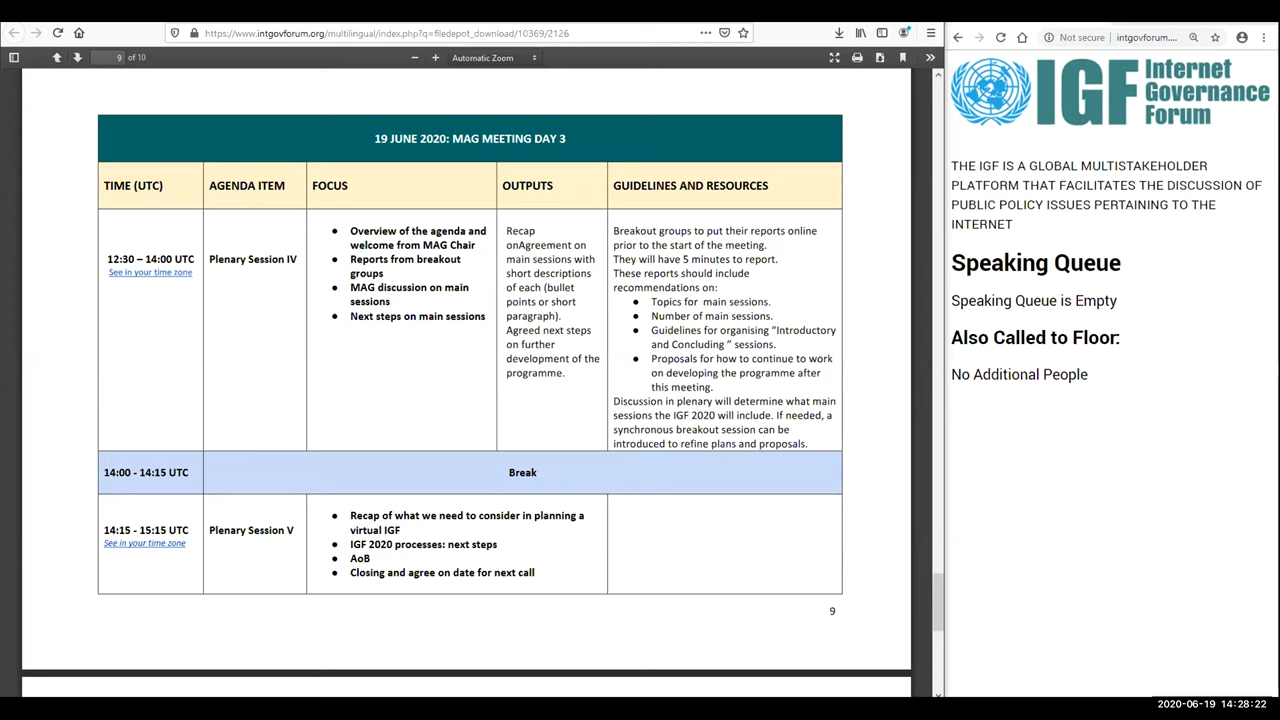 https://www.intgovforum.org/multilingual/index.php?q=filedepot_download/10369/2126
9 of 10
Automatic Zoom
19 JUNE 2020: MAG MEETING DAY 3
TIME (UTC)
AGENDA ITEM
FOCUS
OUTPUTS
GUIDELINES AND RESOURCES
12:30 – 14:00 UTC
See in your time zone
Plenary Session IV
● Overview of the agenda and
welcome from MAG Chair
● Reports from breakout
groups
● MAG discussion on main
sessions
● Next steps on main sessions
Recap
onAgreement on
main sessions with
short descriptions
of each (bullet
points or short
paragraph).
Agreed next steps
on further
development of the
programme.
Breakout groups to put their reports online
prior to the start of the meeting.
They will have 5 minutes to report.
These reports should include
recommendations on:
● Topics for main sessions.
● Number of main sessions.
● Guidelines for organising “Introductory
and Concluding ” sessions.
● Proposals for how to continue to work
on developing the programme after
this meeting.
Discussion in plenary will determine what main
sessions the IGF 2020 will include. If needed, a
synchronous breakout session can be
introduced to refine plans and proposals.
14:00 - 14:15 UTC
Break
14:15 - 15:15 UTC
See in your time zone
Plenary Session V
● Recap of what we need to consider in planning a
virtual IGF
● IGF 2020 processes: next steps
● AoB
● Closing and agree on date for next call
9
Not secure
intgovforum....
IGF
Internet
Governance
Forum
THE IGF IS A GLOBAL MULTISTAKEHOLDER
PLATFORM THAT FACILITATES THE DISCUSSION OF
PUBLIC POLICY ISSUES PERTAINING TO THE
INTERNET
Speaking Queue
Speaking Queue is Empty
Also Called to Floor:
No Additional People
2020-06-19 14:28:22